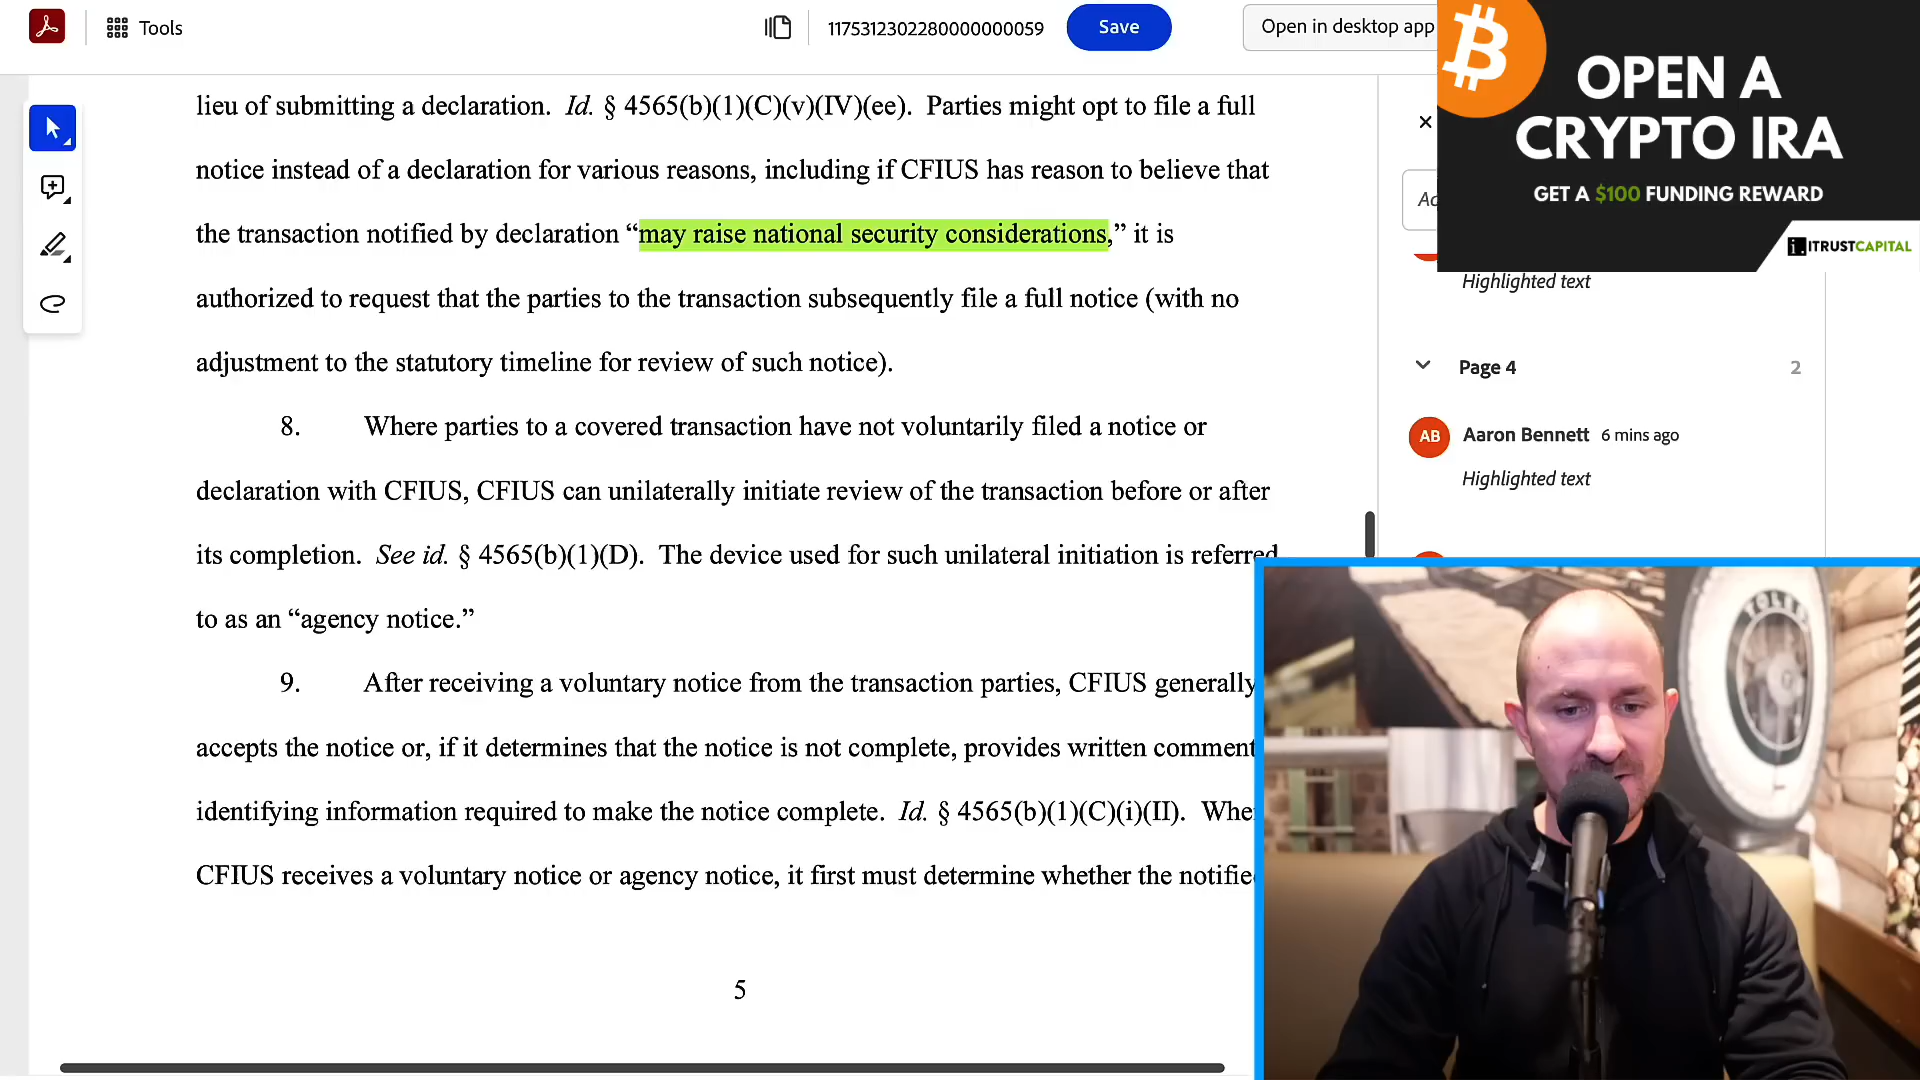 Tools
1175312302280000000059
Save
Open in desktop app
lieu of submitting a declaration. Id. § 4565(b)(1)(C)(v)(IV)(ee). Parties might opt to file a full
notice instead of a declaration for various reasons, including if CFIUS has reason to believe that
the transaction notified by declaration “may raise national security considerations,” it is
authorized to request that the parties to the transaction subsequently file a full notice (with no
adjustment to the statutory timeline for review of such notice).
8. Where parties to a covered transaction have not voluntarily filed a notice or
declaration with CFIUS, CFIUS can unilaterally initiate review of the transaction before or after
its completion. See id. § 4565(b)(1)(D). The device used for such unilateral initiation is referred
to as an “agency notice.”
9. After receiving a voluntary notice from the transaction parties, CFIUS generally
accepts the notice or, if it determines that the notice is not complete, provides written comment
identifying information required to make the notice complete. Id. § 4565(b)(1)(C)(i)(II). Whe
CFIUS receives a voluntary notice or agency notice, it first must determine whether the notifie
5
OPEN A
CRYPTO IRA
GET A $100 FUNDING REWARD
ITRUSTCAPITAL
Highlighted text
Page 4
2
AB
Aaron Bennett 6 mins ago
Highlighted text
TOLEDO